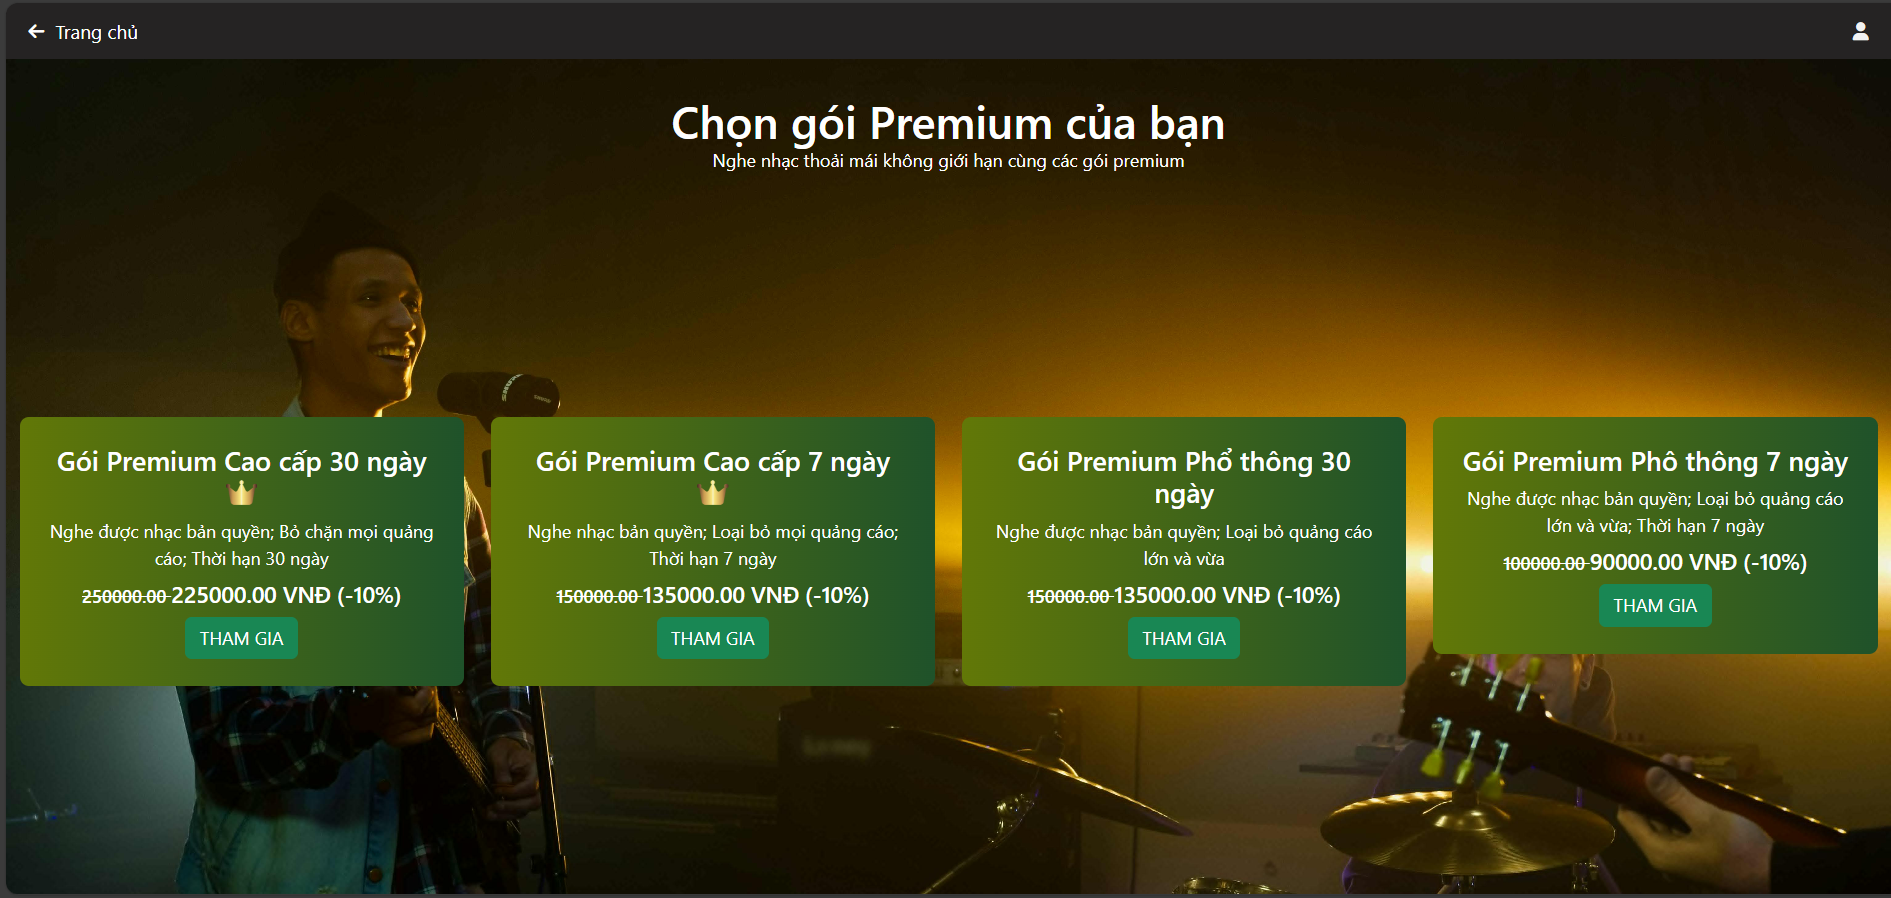 Trang chủ
Chọn gói Premium của bạn
Nghe nhạc thoải mái không giới hạn cùng các gói premium
Gói Premium Cao cấp 30 ngày
Nghe được nhạc bản quyền; Bỏ chặn mọi quảng
cáo; Thời hạn 30 ngày
250000.00 225000.00 VNĐ (-10%)
THAM GIA
Gói Premium Cao cấp 7 ngày
Nghe nhạc bản quyền; Loại bỏ mọi quảng cáo;
Thời hạn 7 ngày
150000.00 135000.00 VNĐ (-10%)
THAM GIA
Gói Premium Phổ thông 30
ngày
Nghe được nhạc bản quyền; Loại bỏ quảng cáo
lớn và vừa
150000.00 135000.00 VNĐ (-10%)
THAM GIA
Gói Premium Phô thông 7 ngày
Nghe được nhạc bản quyền; Loại bỏ quảng cáo
lớn và vừa; Thời hạn 7 ngày
100000.00 90000.00 VNĐ (-10%)
THAM GIA